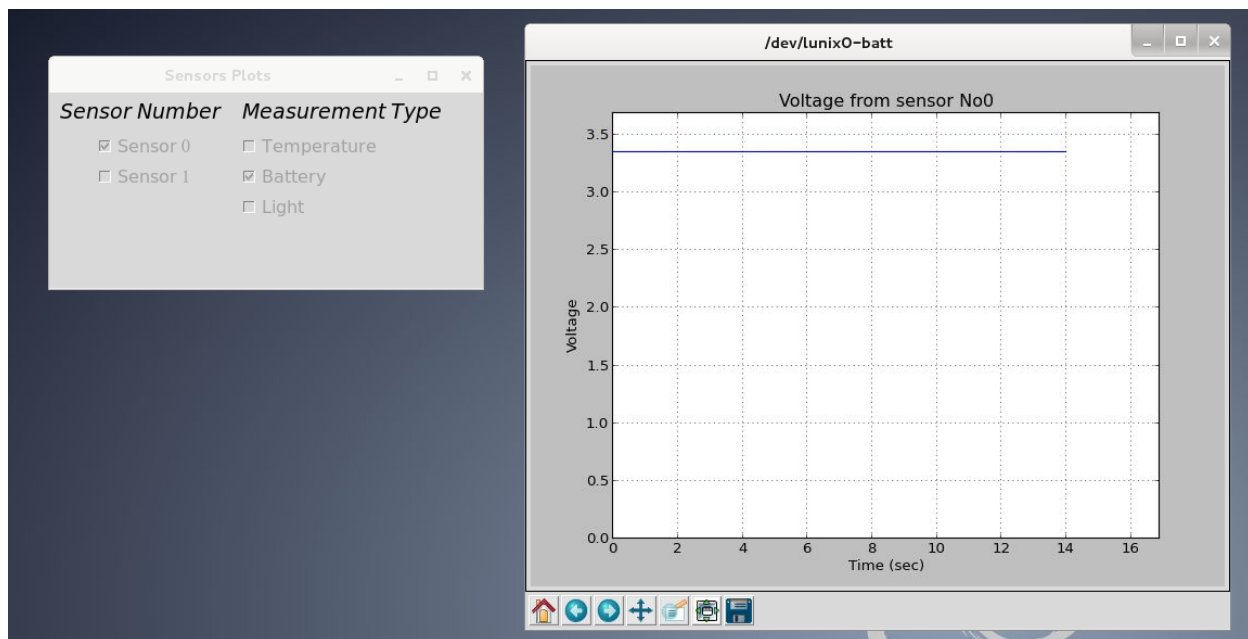 Sensors Plots
Sensor Number Measurement Type
Sensor 0 Temperature
Sensor 1 Battery
Light
/dev/lunix0-batt
Voltage from sensor No0
Voltage
3.5
3.0
2.5
2.0
1.5
1.0
0.5
0.0
0 2 4 6 8 10 12 14 16
Time (sec)